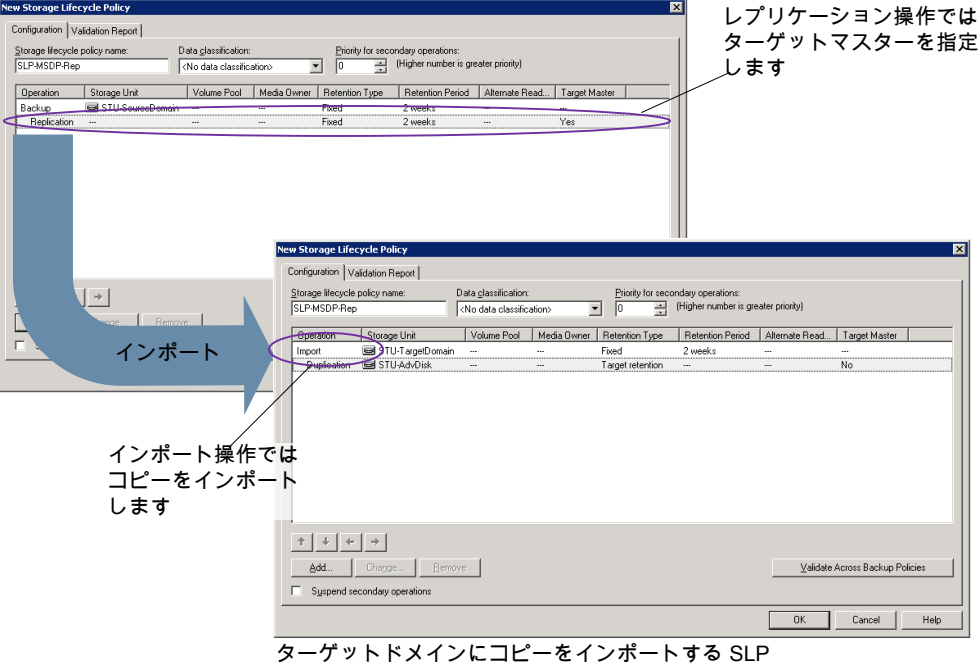 New Storage Lifecycle Policy
Configuration Validation Report
Storage lifecycle policy name: Data classification: Priority for secondary operations:
SLP-MSDP-Rep <No data classification> 0 (Higher number is greater priority)
Operation Storage Unit Volume Pool Media Owner Retention Type Retention Period Alternate Read... Target Master
Backup STU-SourceDomain --- --- Fixed 2 weeks --- ---
Replication --- --- --- Fixed 2 weeks --- Yes
レプリケーション操作では
ターゲットマスターを指定
します
Remove
インポート
インポート操作では
コピーをインポート
します
New Storage Lifecycle Policy
Configuration Validation Report
Storage lifecycle policy name: Data classification: Priority for secondary operations:
SLP-MSDP-Rep <No data classification> 0 (Higher number is greater priority)
Operation Storage Unit Volume Pool Media Owner Retention Type Retention Period Alternate Read... Target Master
Import STU-TargetDomain --- --- Fixed 2 weeks --- ---
Duplication STU-AdvDisk --- --- Target retention --- --- No
Add... Change... Remove Validate Across Backup Policies
Suspend secondary operations
OK Cancel Help
ターゲットドメインにコピーをインポートする SLP